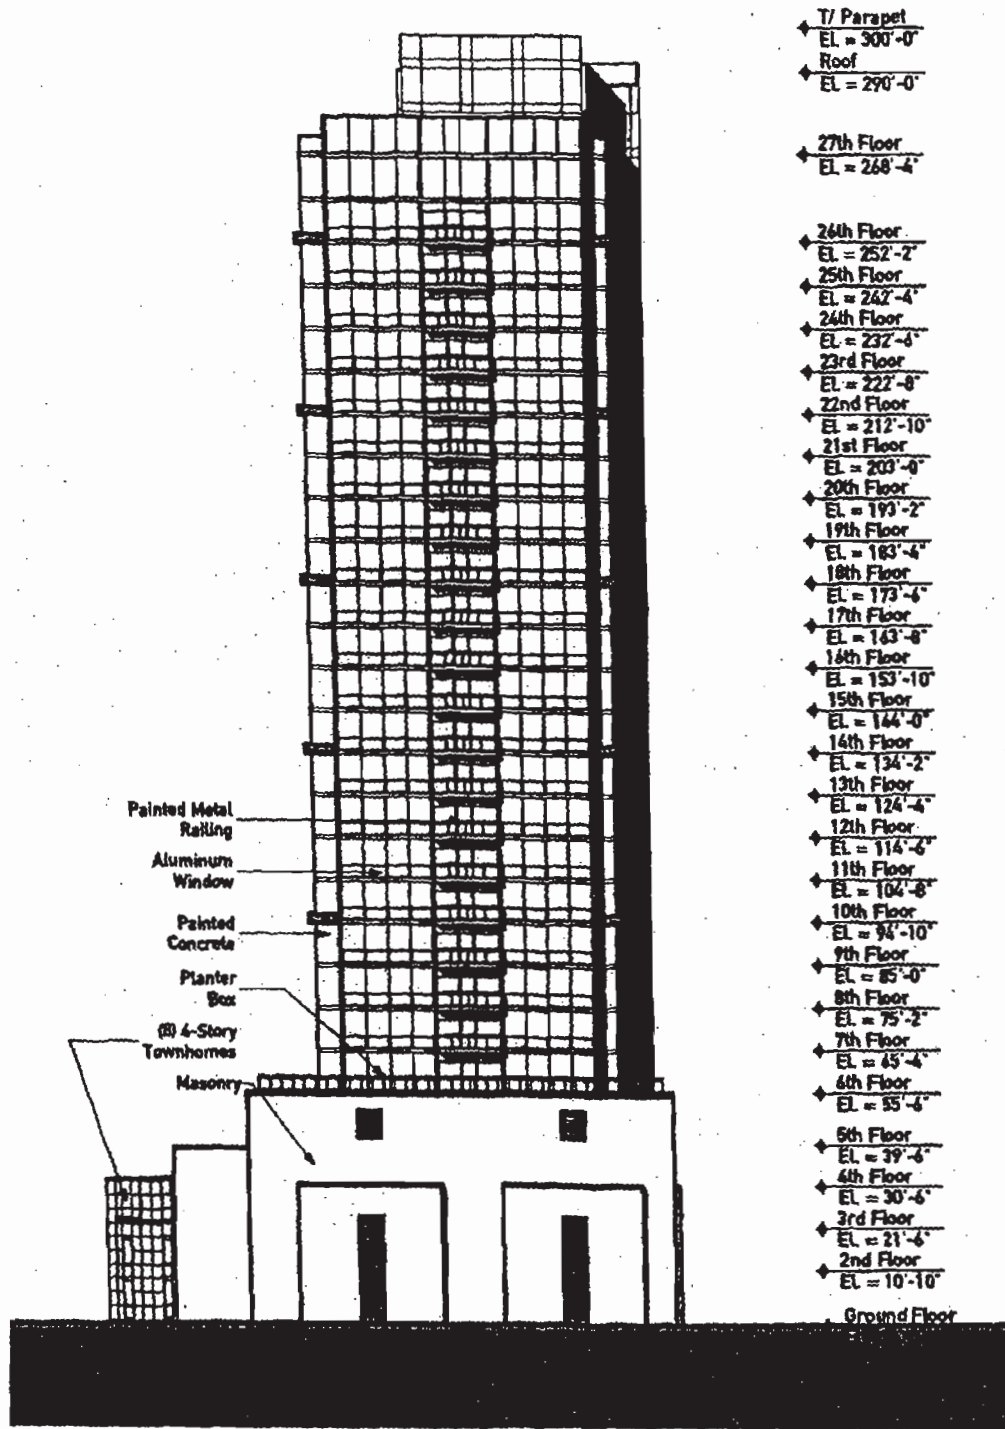 T/ Parapet
EL = 300'-0"
Roof
EL = 290'-0"
27th Floor
EL = 268'-4"
26th Floor
EL = 252'-2"
25th Floor
EL = 242'-4"
24th Floor
EL = 232'-6"
23rd Floor
EL = 222'-8"
22nd Floor
EL = 212'-10"
21st Floor
EL = 203'-0"
20th Floor
EL = 193'-2"
19th Floor
EL = 183'-4"
18th Floor
EL = 173'-6"
17th Floor
EL = 163'-8"
16th Floor
EL = 153'-10"
15th Floor
EL = 144'-0"
14th Floor
EL = 134'-2"
13th Floor
EL = 124'-4"
12th Floor
EL = 114'-6"
11th Floor
EL = 104'-8"
10th Floor
EL = 94'-10"
9th Floor
EL = 85'-0"
8th Floor
EL = 75'-2"
7th Floor
EL = 65'-4"
6th Floor
EL = 55'-6"
5th Floor
EL = 39'-6"
4th Floor
EL = 30'-6"
3rd Floor
EL = 21'-6"
2nd Floor
EL = 10'-10"
Ground Floor
Painted Metal
Railing
Aluminum
Window
Painted
Concrete
Planter
Box
(8) 4-Story
Townhomes
Masonry